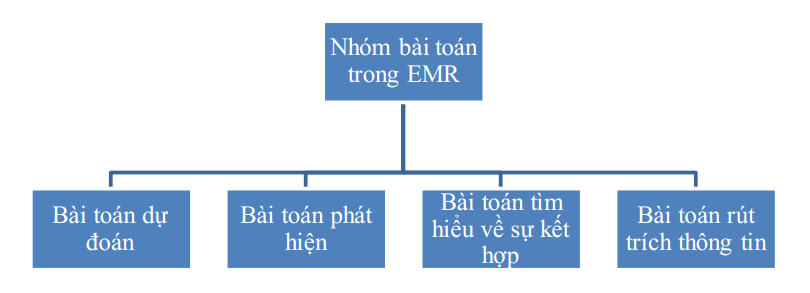 Nhóm bài toán
trong EMR
Bài toán dự
đoán
Bài toán phát
hiện
Bài toán tìm
hiểu về sự kết
hợp
Bài toán rút
trích thông tin